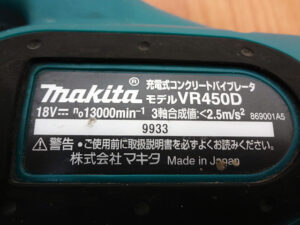 makita® 充電式コンクリートバイブレータ
モデル VR450D
18V⎓ n₀13000min⁻¹ 3軸合成値:<2.5m/s²
869001A5
9933
⚠警告 ●ご使用前に取扱説明書を必ずよくお読みください。
株式会社マキタ Made in Japan